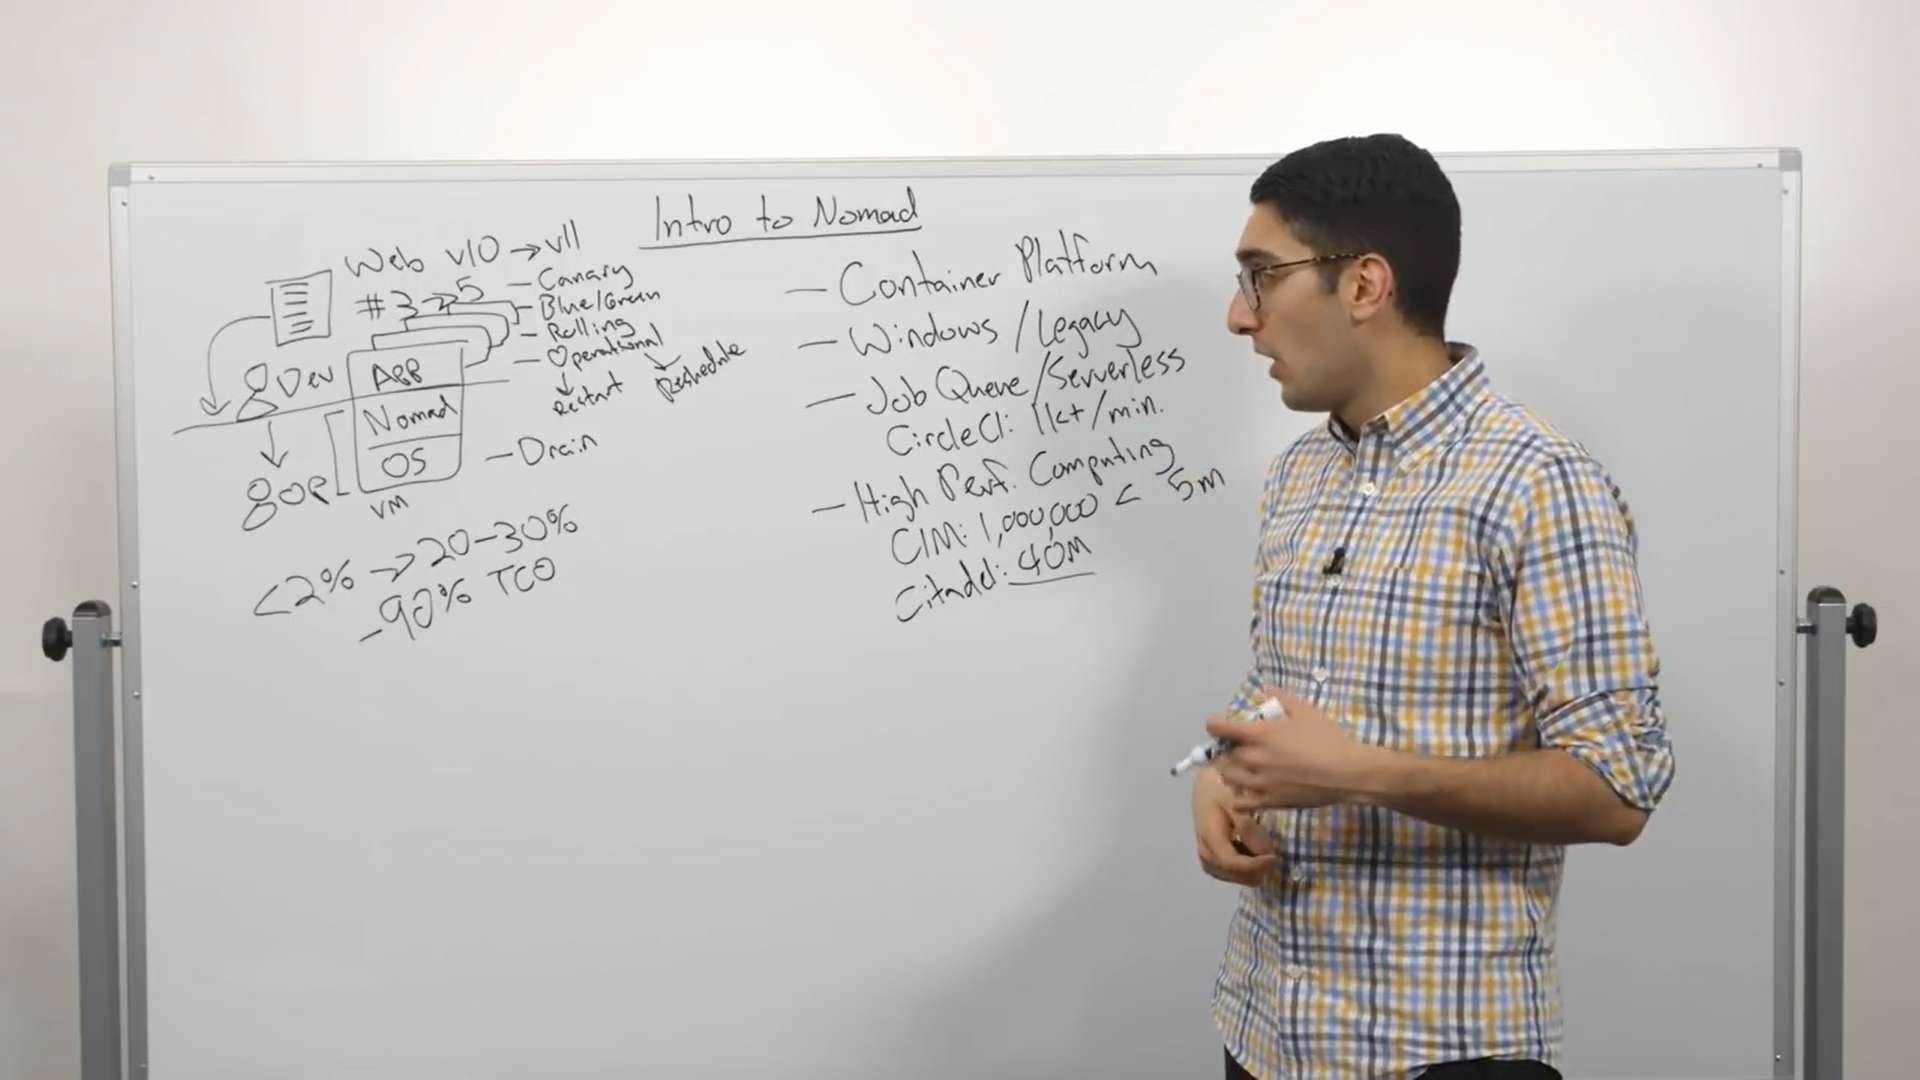 Intro to Nomad
Web v10 → v11
#3 → 5
- Canary
- Blue/Green
- Rolling
- Operational
Restart
Reschedule
Dev
App
Nomad
OS
VM
OP
- Drain
<2% → 20-30%
-90% TCO
- Container Platform
- Windows / Legacy
- Job Queue / Serverless
CircleCI: 1k+/min.
- High Perf. Computing
C1M: 1,000,000 < 5m
Citadel: 40M